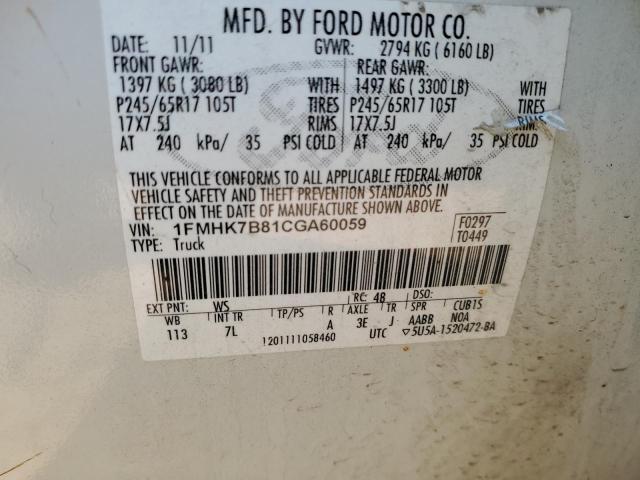 MFD. BY FORD MOTOR CO.
DATE: 11/11 GVWR: 2794 KG ( 6160 LB)
FRONT GAWR: REAR GAWR:
1397 KG ( 3080 LB) WITH 1497 KG ( 3300 LB) WITH
P245/65R17 105T TIRES P245/65R17 105T TIRES
17X7.5J RIMS 17X7.5J RIMS
AT 240 kPa/ 35 PSI COLD AT 240 kPa/ 35 PSI COLD
THIS VEHICLE CONFORMS TO ALL APPLICABLE FEDERAL MOTOR
VEHICLE SAFETY AND THEFT PREVENTION STANDARDS IN
EFFECT ON THE DATE OF MANUFACTURE SHOWN ABOVE.
VIN: 1FMHK7B81CGA60059 F0297
TYPE: Truck T0449
EXT PNT: WS RC: 48 DSO:
WB INT TR TP/PS R AXLE TR SPR CUB1S
113 7L A 3E J AABB NOA
1201111058460 UTC ▽5U5A-1520472-BA